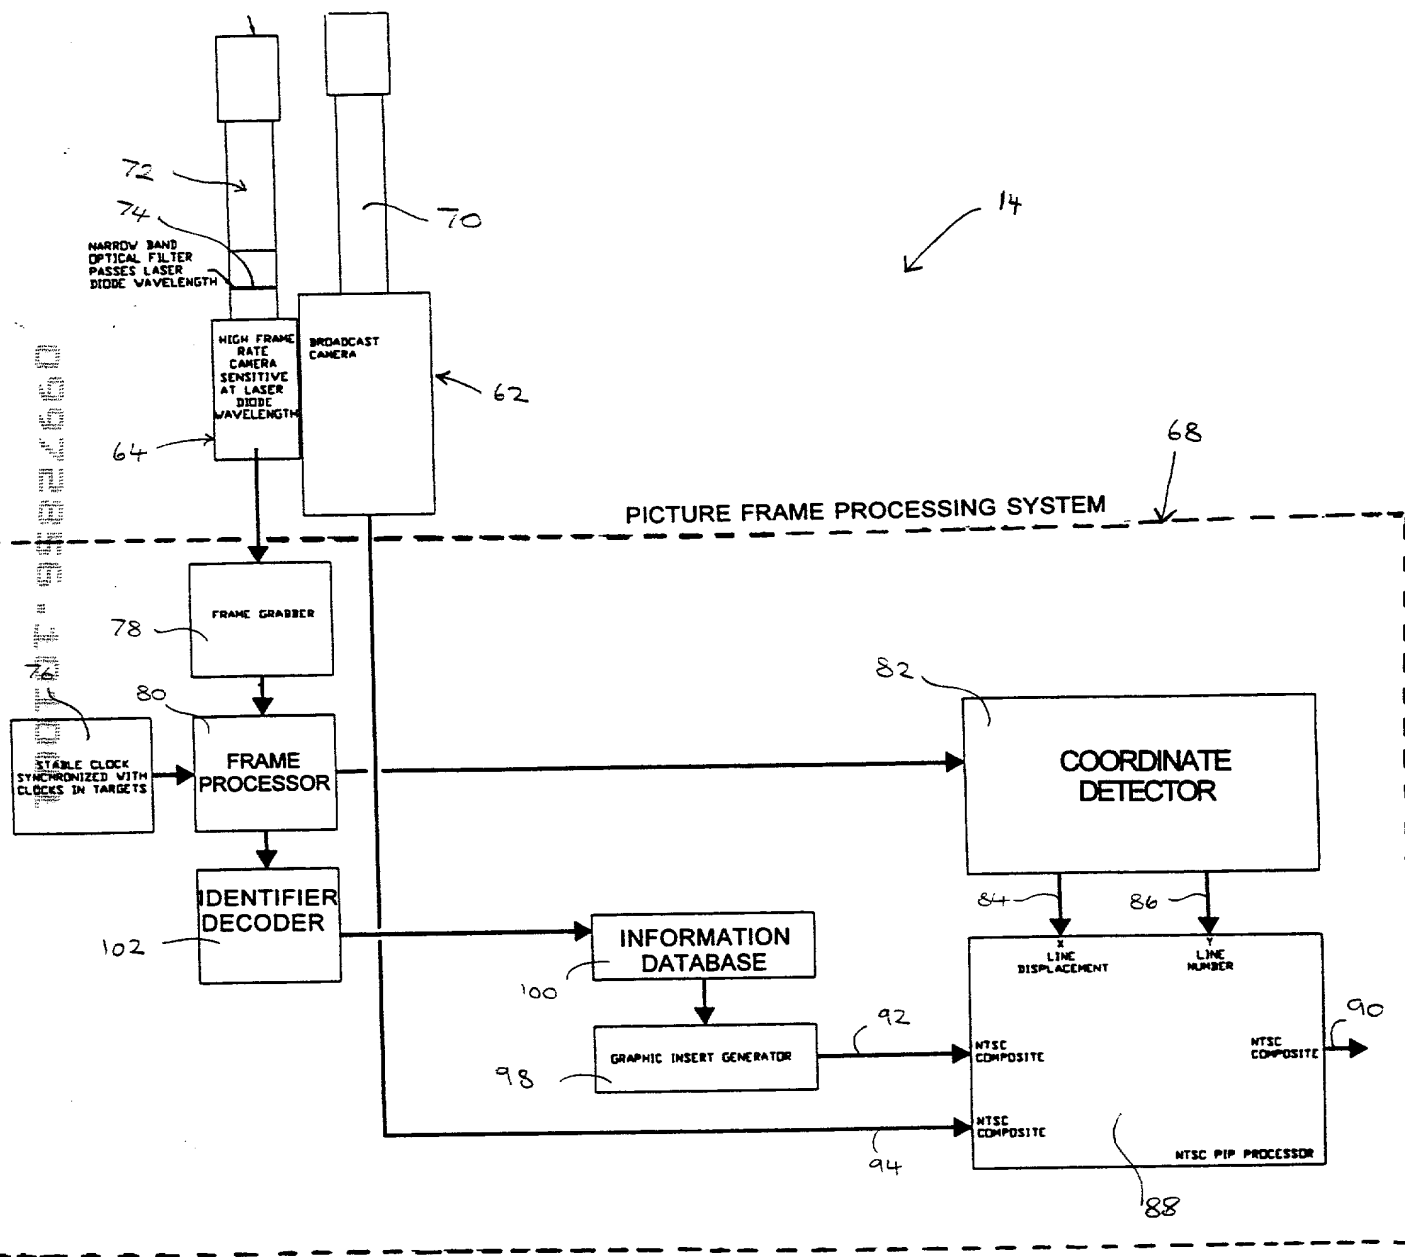 72
74
70
14
NARROW BAND
OPTICAL FILTER
PASSES LASER
DIODE WAVELENGTH
HIGH FRAME
RATE
CAMERA
SENSITIVE
AT LASER
DIODE
WAVELENGTH
BROADCAST
CAMERA
62
64
68
PICTURE FRAME PROCESSING SYSTEM
FRAME GRABBER
78
76
80
82
STABLE CLOCK
SYNCHRONIZED WITH
CLOCKS IN TARGETS
FRAME
PROCESSOR
COORDINATE
DETECTOR
IDENTIFIER
DECODER
102
84
86
INFORMATION
DATABASE
100
X
LINE
DISPLACEMENT
Y
LINE
NUMBER
92
90
GRAPHIC INSERT GENERATOR
98
NTSC
COMPOSITE
NTSC
COMPOSITE
NTSC
COMPOSITE
94
NTSC PIP PROCESSOR
88